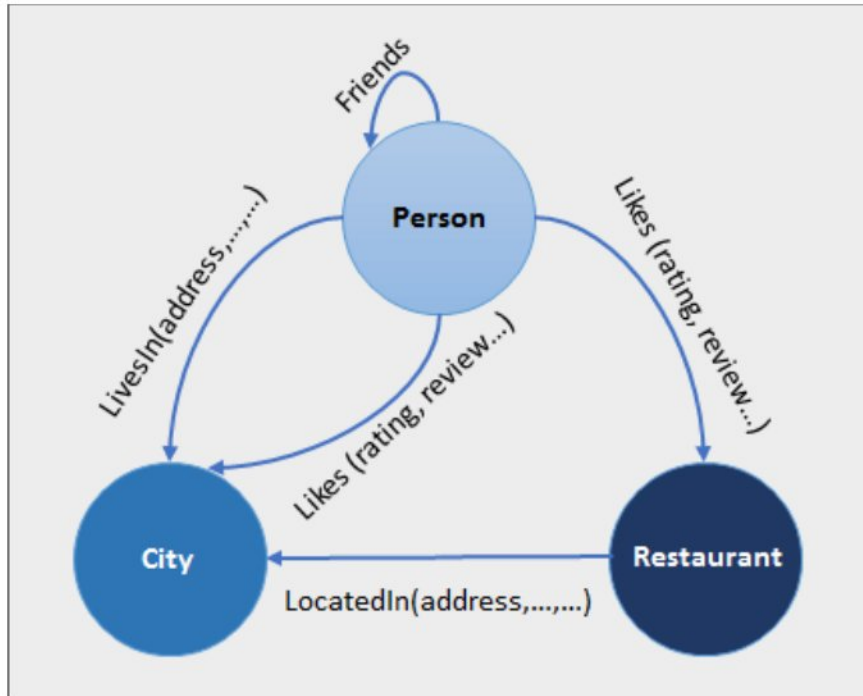 Friends
Person
LivesIn(address,...,...)
Likes (rating, review...)
Likes (rating, review...)
City
Restaurant
LocatedIn(address,...,...)